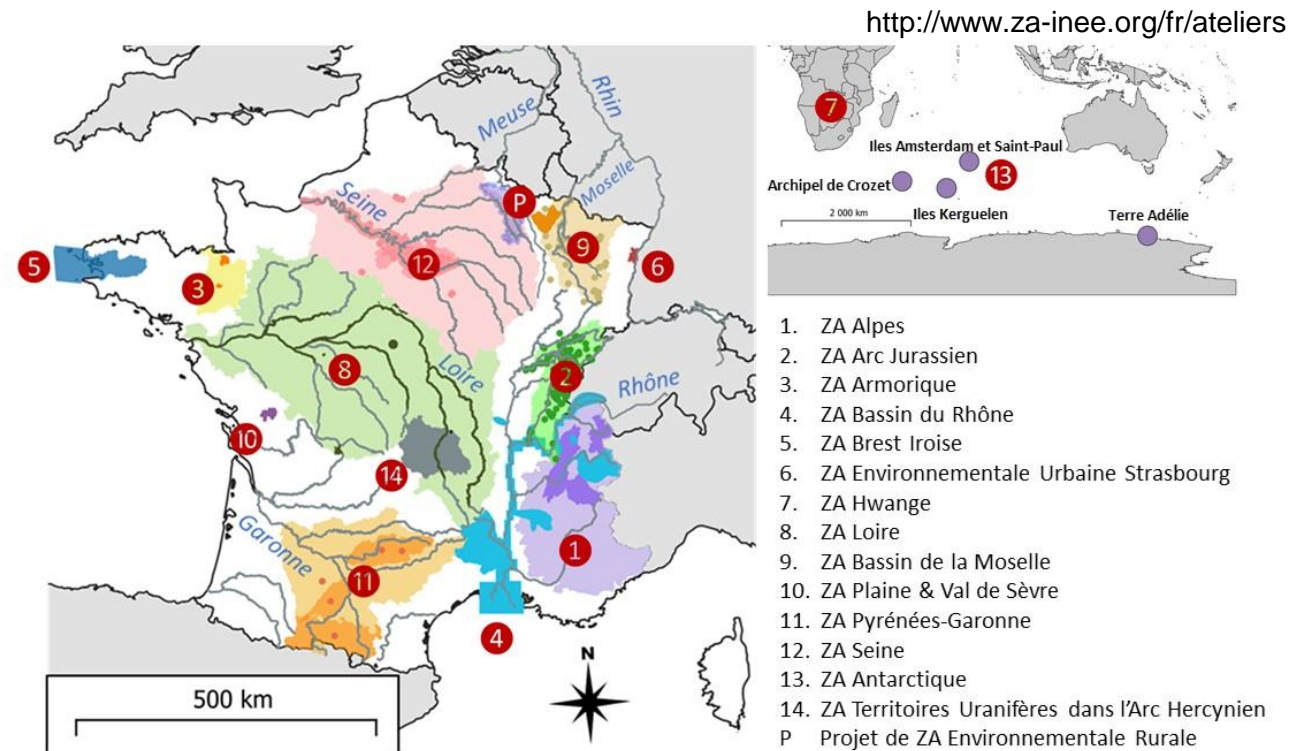 http://www.za-inee.org/fr/ateliers
Meuse
Rhin
Moselle
Seine
P
9
12
6
5
3
Loire
8
2
Rhône
10
14
Garonne
11
1
4
N
500 km
7
Iles Amsterdam et Saint-Paul
13
Archipel de Crozet
Iles Kerguelen
Terre Adélie
2 000 km
1. ZA Alpes
2. ZA Arc Jurassien
3. ZA Armorique
4. ZA Bassin du Rhône
5. ZA Brest Iroise
6. ZA Environnementale Urbaine Strasbourg
7. ZA Hwange
8. ZA Loire
9. ZA Bassin de la Moselle
10. ZA Plaine & Val de Sèvre
11. ZA Pyrénées-Garonne
12. ZA Seine
13. ZA Antarctique
14. ZA Territoires Uranifères dans l'Arc Hercynien
P Projet de ZA Environnementale Rurale